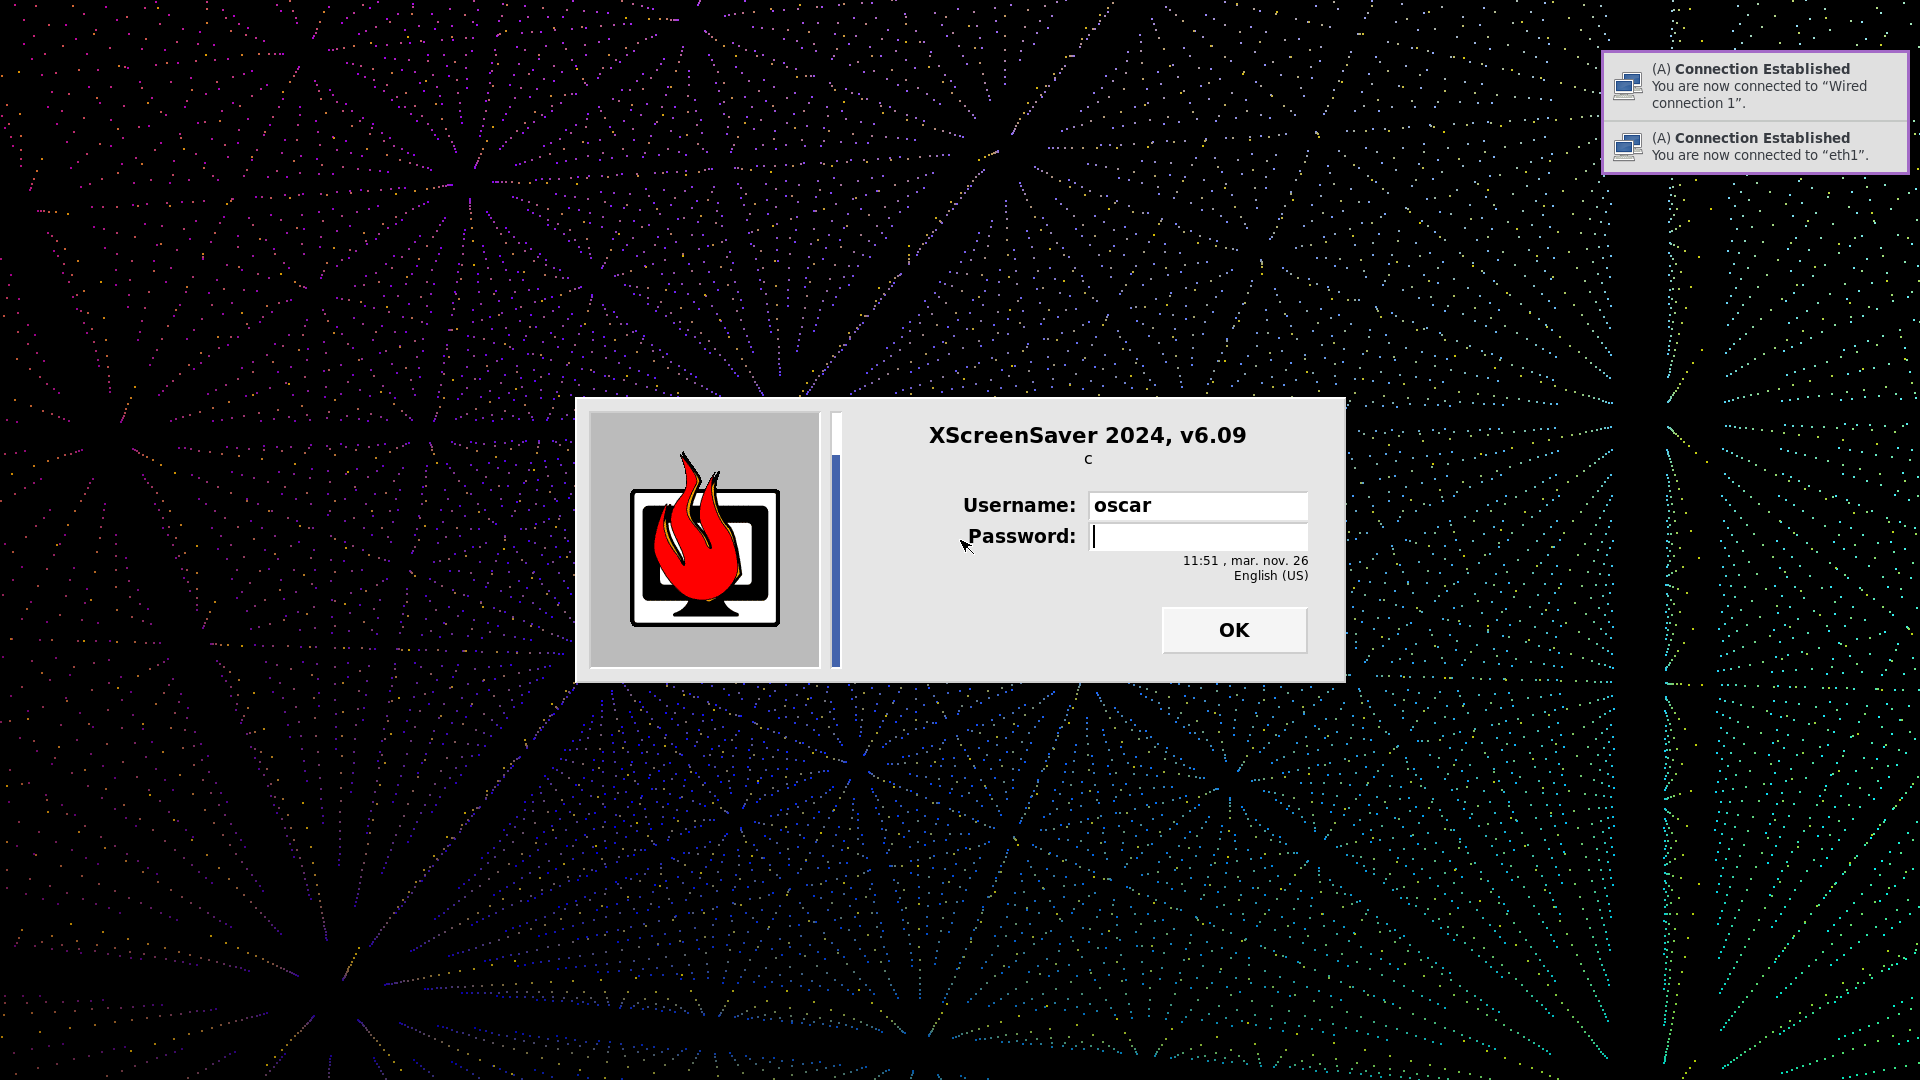 (A) Connection Established
You are now connected to “Wired
connection 1”.
(A) Connection Established
You are now connected to “eth1”.
XScreenSaver 2024, v6.09
c
Username: oscar
Password:
11:51 , mar. nov. 26
English (US)
OK